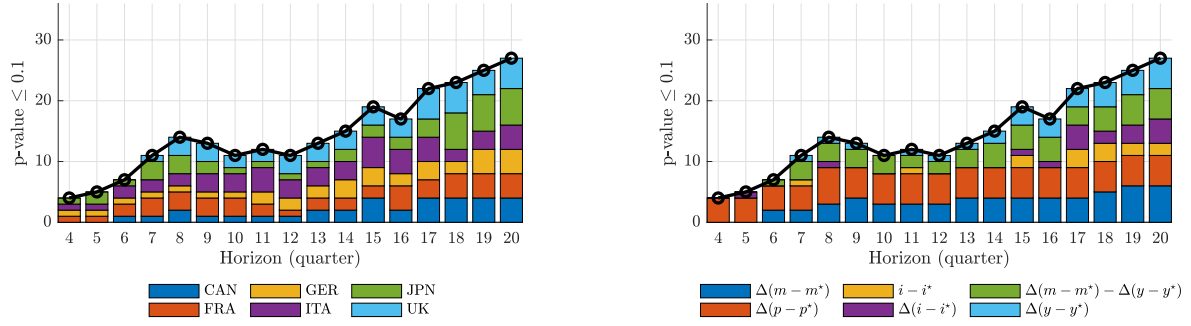 p-value ≤ 0.1
30
20
10
0
4 5 6 7 8 9 10 11 12 13 14 15 16 17 18 19 20
Horizon (quarter)
CAN GER JPN
FRA ITA UK
p-value ≤ 0.1
30
20
10
0
4 5 6 7 8 9 10 11 12 13 14 15 16 17 18 19 20
Horizon (quarter)
Δ(m − m⋆) i − i⋆ Δ(m − m⋆) − Δ(y − y⋆)
Δ(p − p⋆) Δ(i − i⋆) Δ(y − y⋆)